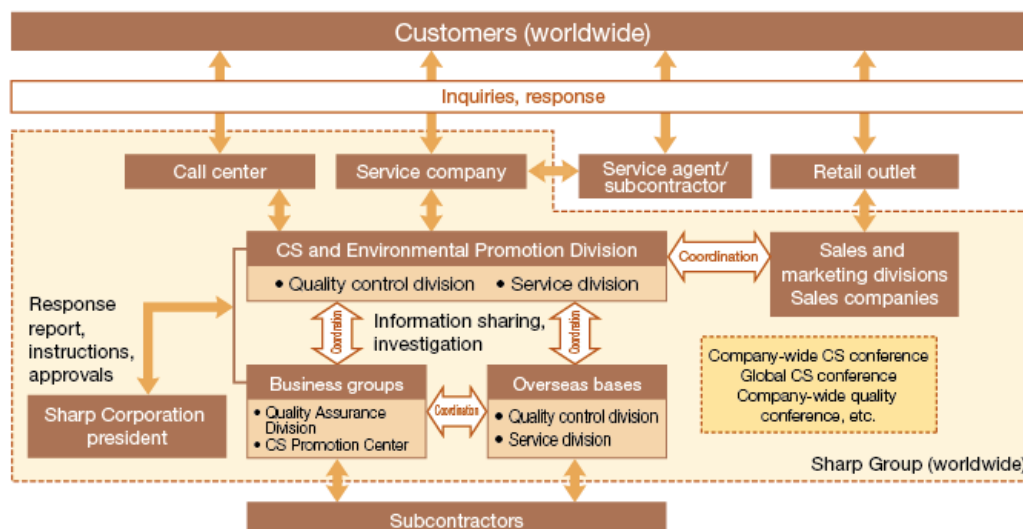 Customers (worldwide)
Inquiries, response
Call center
Service company
Service agent/
subcontractor
Retail outlet
CS and Environmental Promotion Division
• Quality control division • Service division
Coordination
Sales and
marketing divisions
Sales companies
Response
report,
instructions,
approvals
Coordination
Information sharing,
investigation
Coordination
Company-wide CS conference
Global CS conference
Company-wide quality
conference, etc.
Sharp Corporation
president
Business groups
• Quality Assurance
Division
• CS Promotion Center
Coordination
Overseas bases
• Quality control division
• Service division
Sharp Group (worldwide)
Subcontractors